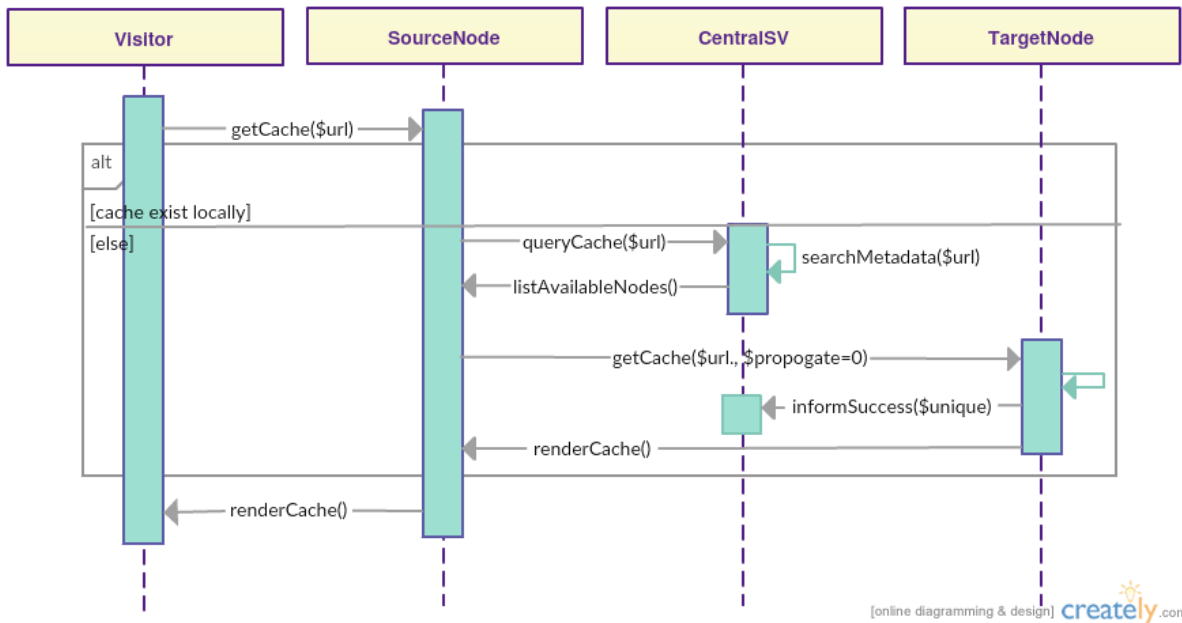 Visitor
SourceNode
CentralSV
TargetNode
getCache($url)
alt
[cache exist locally]
[else]
queryCache($url)
searchMetadata($url)
listAvailableNodes()
getCache($url., $propogate=0)
informSuccess($unique)
renderCache()
renderCache()
[online diagramming & design] creately.com